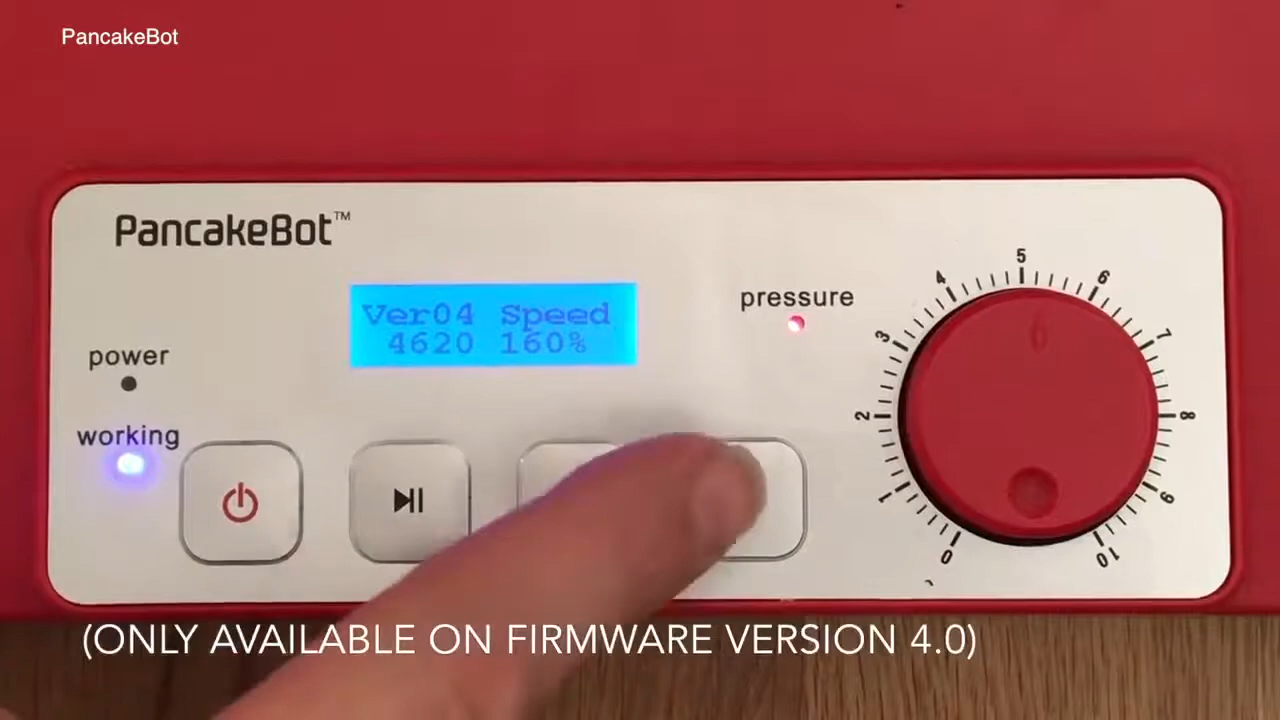 PancakeBot
PancakeBot™
Ver04 Speed
4620 160%
pressure
power
working
0 1 2 3 4 5 6 7 8 9 10
(ONLY AVAILABLE ON FIRMWARE VERSION 4.0)